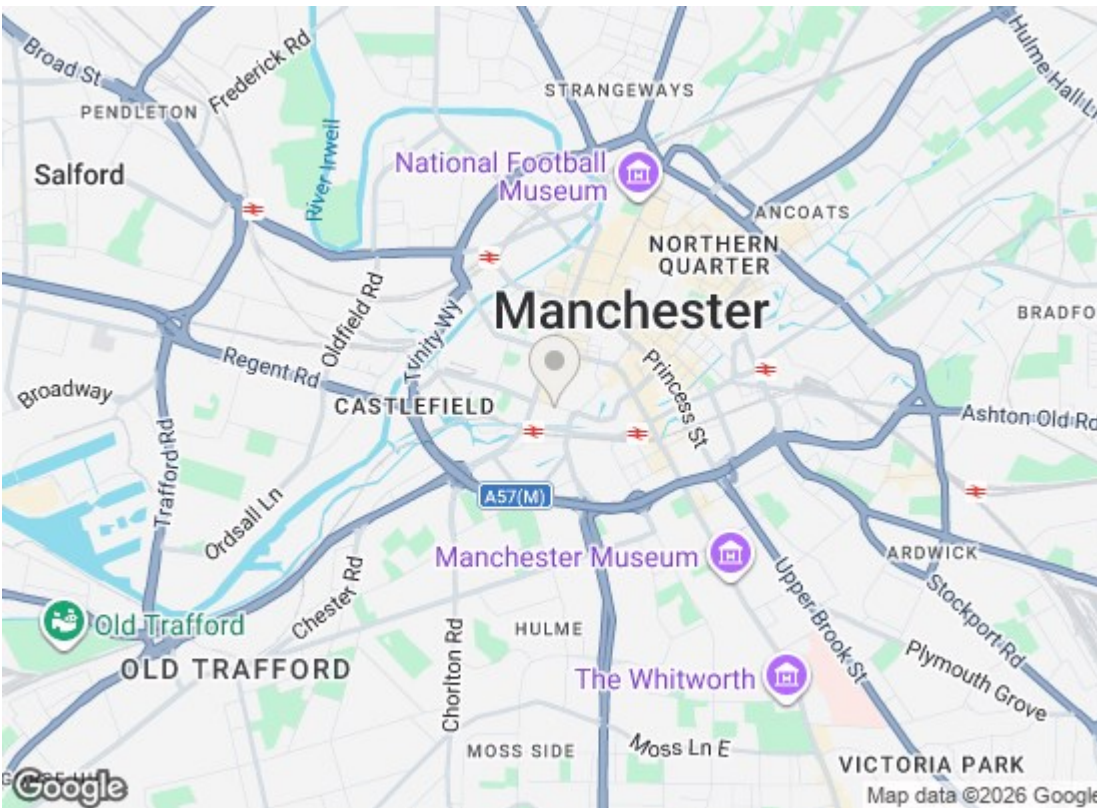 Broad St
Frederick Rd
PENDLETON
Salford
River Irwell
STRANGEWAYS
Hulme Hall Ln
National Football
Museum
ANCOATS
NORTHERN
QUARTER
Manchester
BRADFO
Oldfield Rd
Trinity Wy
Regent Rd
Princess St
Broadway
CASTLEFIELD
Ashton Old Rd
Trafford Rd
A57(M)
Ordsall Ln
Manchester Museum
ARDWICK
Chester Rd
Upper Brook St
Stockport Rd
Old Trafford
HULME
OLD TRAFFORD
Chorlton Rd
The Whitworth
Plymouth Grove
MOSS SIDE
Moss Ln E
VICTORIA PARK
Google
Map data ©2026 Google